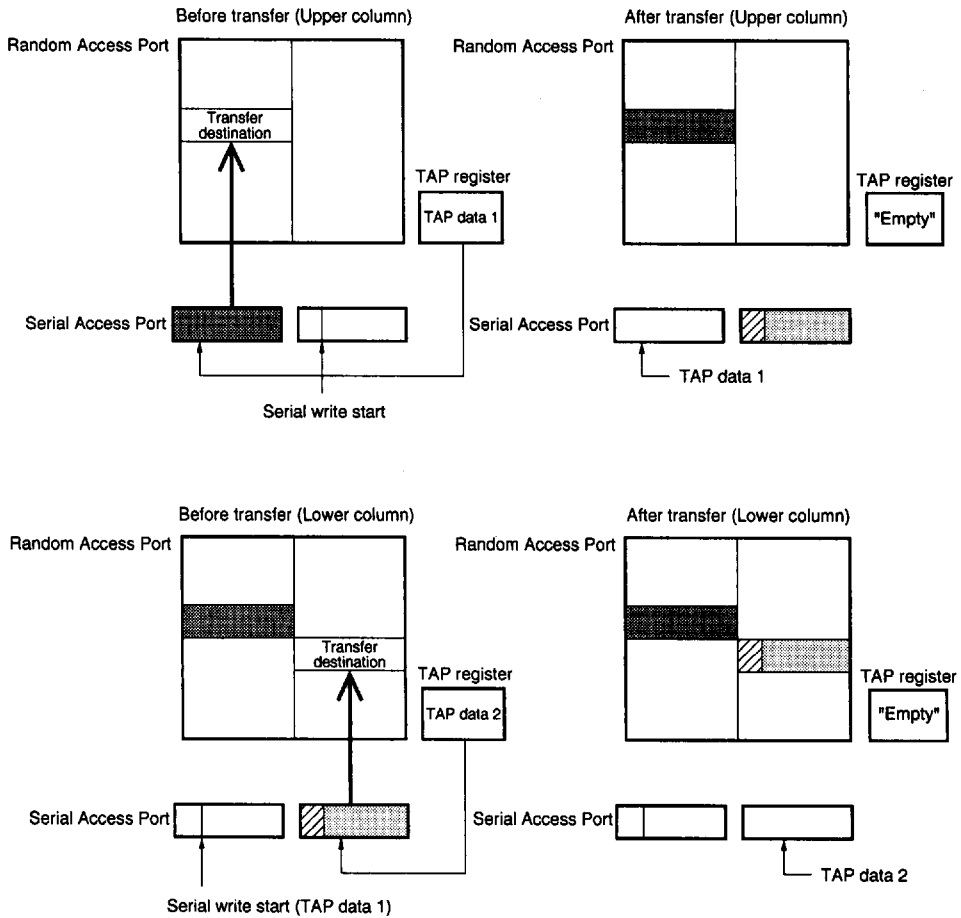 Before transfer (Upper column)
After transfer (Upper column)
Random Access Port
Random Access Port
Transfer
destination
TAP register
TAP data 1
TAP register
"Empty"
Serial Access Port
Serial Access Port
TAP data 1
Serial write start
Before transfer (Lower column)
After transfer (Lower column)
Random Access Port
Random Access Port
Transfer
destination
TAP register
TAP data 2
TAP register
"Empty"
Serial Access Port
Serial Access Port
TAP data 2
Serial write start (TAP data 1)